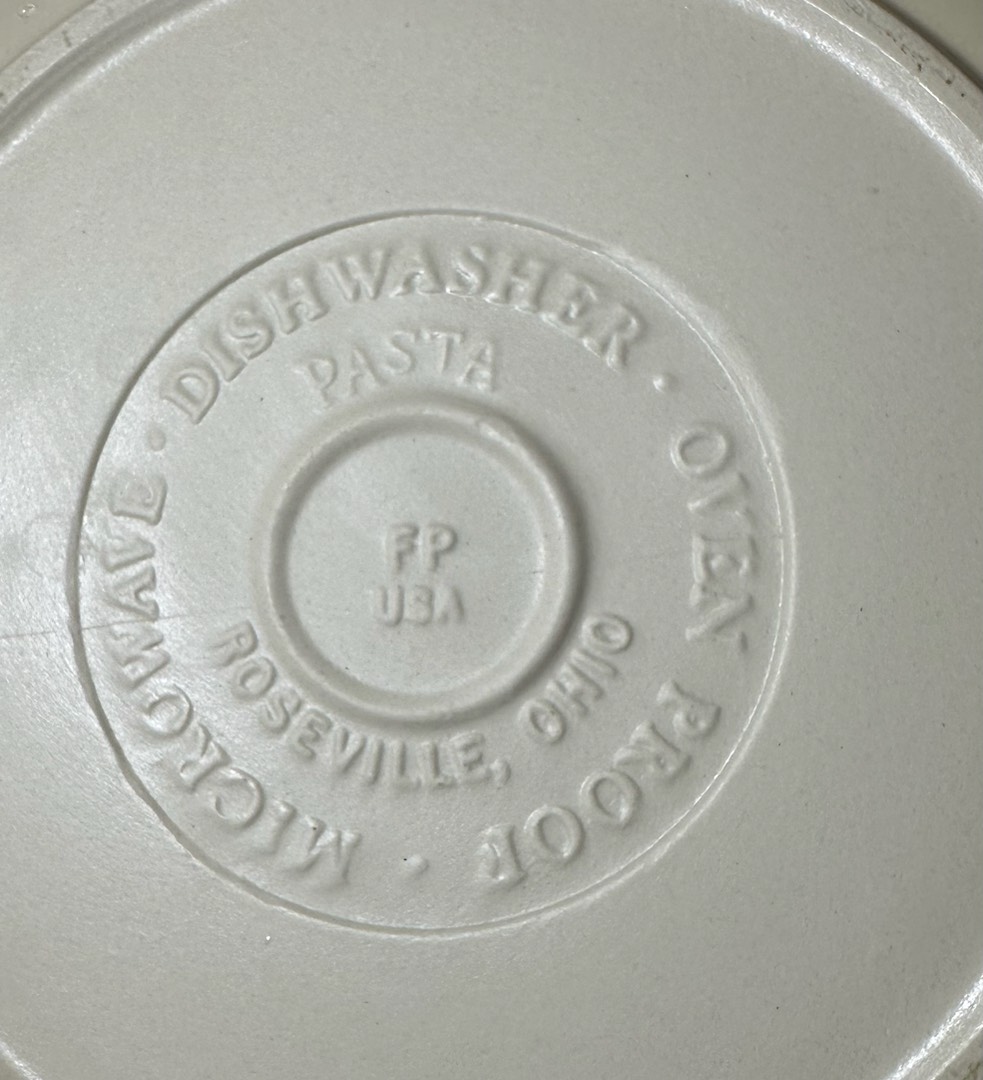 MICROWAVE · DISHWASHER · OVEN PROOF ·
PASTA
FP
USA
ROSEVILLE, OHIO